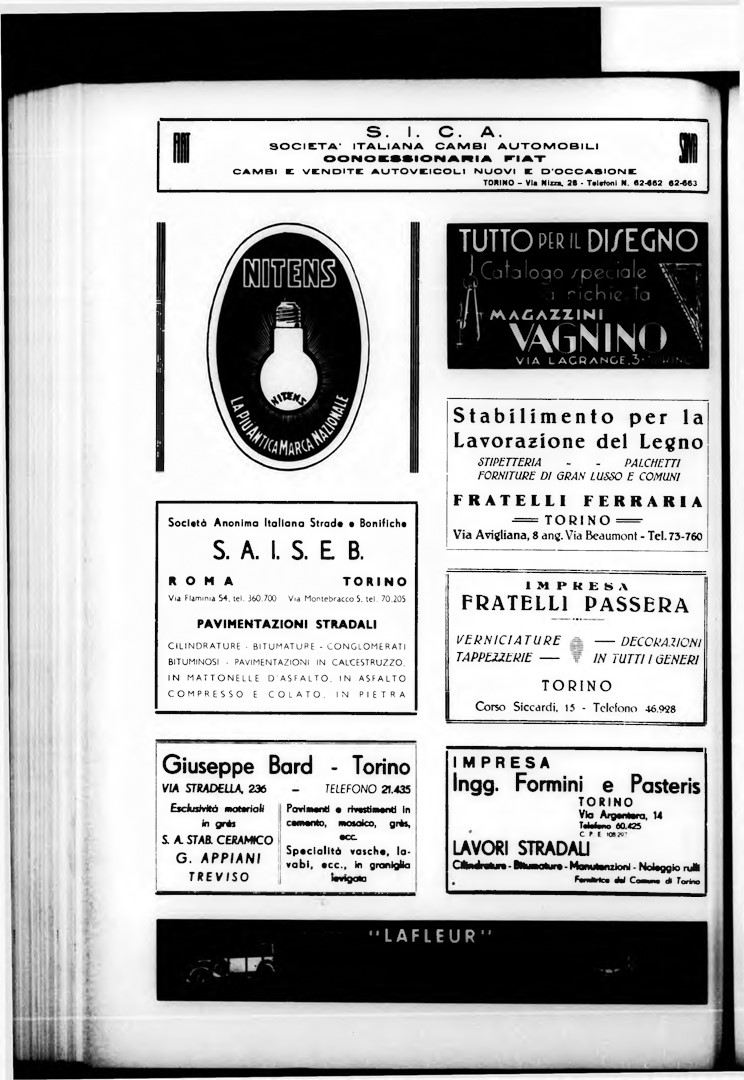 FIAT
S. I. C. A.
SOCIETA' ITALIANA CAMBI AUTOMOBILI
CONCESSIONARIA FIAT
CAMBI E VENDITE AUTOVEICOLI NUOVI E D'OCCASIONE
TORINO - Via Nizza, 28 - Telefoni N. 62-662 62-663
NITENS
NITENS
LA PIÙ ANTICA MARCA NAZIONALE
TUTTO PER IL DISEGNO
Catalogo speciale
a richiesta
MAGAZZINI
VAGNINO
VIA LAGRANGE, 3 - TORINO
Stabilimento per la
Lavorazione del Legno
STIPETTERIA - - PALCHETTI
FORNITURE DI GRAN LUSSO E COMUNI
FRATELLI FERRARIA
TORINO
Via Avigliana, 8 ang. Via Beaumont - Tel. 73-760
Società Anonima Italiana Strade e Bonifiche
S. A. I. S. E. B.
ROMA TORINO
Via Flaminia 54, tel. 360.700 Via Montebracco 5, tel. 70.205
PAVIMENTAZIONI STRADALI
CILINDRATURE - BITUMATURE - CONGLOMERATI
BITUMINOSI - PAVIMENTAZIONI IN CALCESTRUZZO,
IN MATTONELLE D'ASFALTO, IN ASFALTO
COMPRESSO E COLATO, IN PIETRA
IMPRESA
FRATELLI PASSERA
VERNICIATURE — DECORAZIONI
TAPPEZZERIE — IN TUTTI I GENERI
TORINO
Corso Siccardi, 15 - Telefono 46.928
Giuseppe Bard - Torino
VIA STRADELLA, 236 - TELEFONO 21.435
Esclusività materiali
in grès
S. A. STAB. CERAMICO
G. APPIANI
TREVISO
Pavimenti e rivestimenti in
cemento, mosaico, grès,
ecc.
Specialità vasche, la-
vabi, ecc., in graniglia
levigata
IMPRESA
Ingg. Formini e Pasteris
TORINO
Via Argentera, 14
Telefono 60.425
C. P. E.
LAVORI STRADALI
Cilindrature - Bitumature - Manutenzioni - Noleggio rulli
Fornitrice del Comune di Torino
"LAFLEUR"